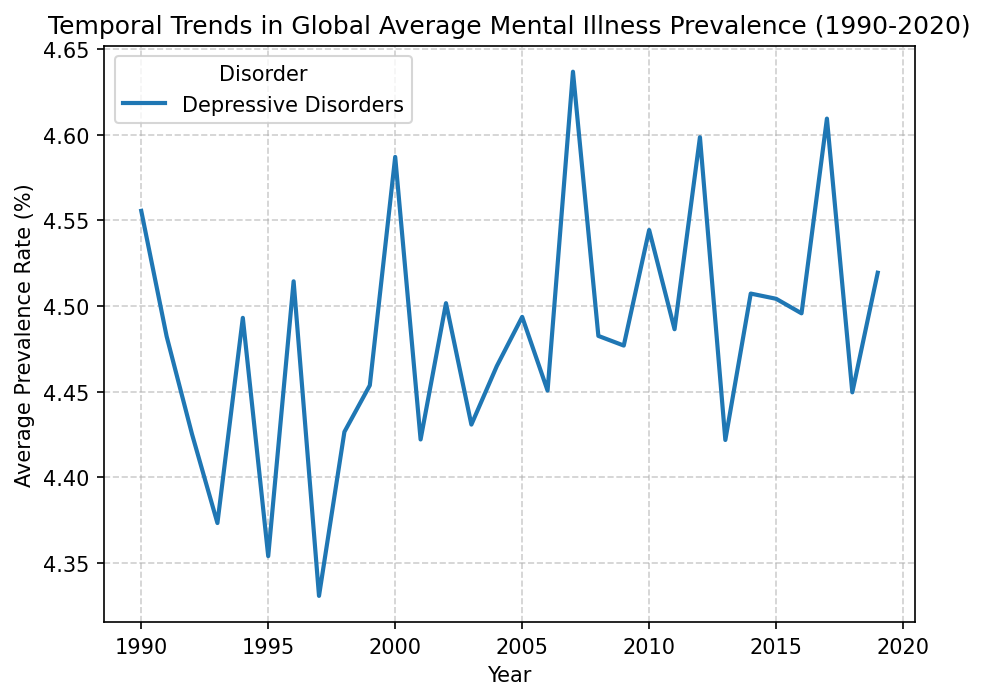 Temporal Trends in Global Average Mental Illness Prevalence (1990-2020)
Disorder
Depressive Disorders
Average Prevalence Rate (%)
4.65
4.60
4.55
4.50
4.45
4.40
4.35
1990 1995 2000 2005 2010 2015 2020
Year